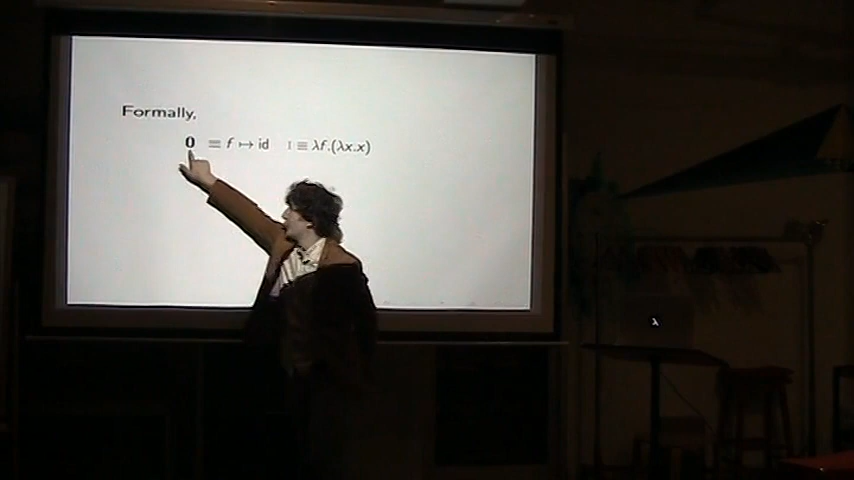 Formally,
0 ≡ f ↦ id ≡ λf.(λx.x)
λ